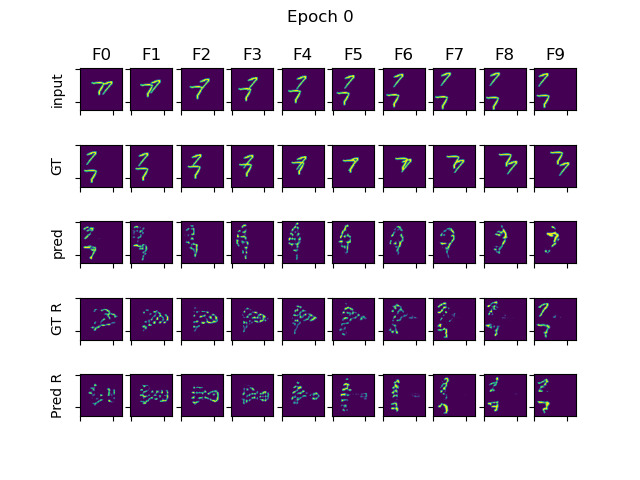 Epoch 0
F0 F1 F2 F3 F4 F5 F6 F7 F8 F9
input
GT
pred
GT R
Pred R